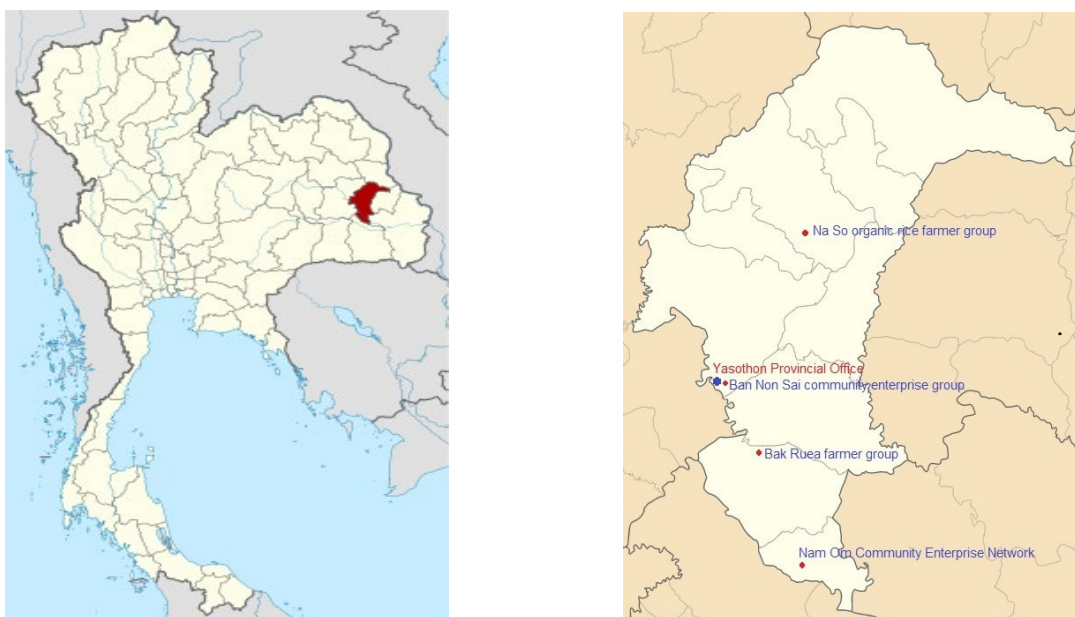 Na So organic rice farmer group
Yasothon Provincial Office
Ban Non Sai community enterprise group
Bak Ruea farmer group
Nam Om Community Enterprise Network